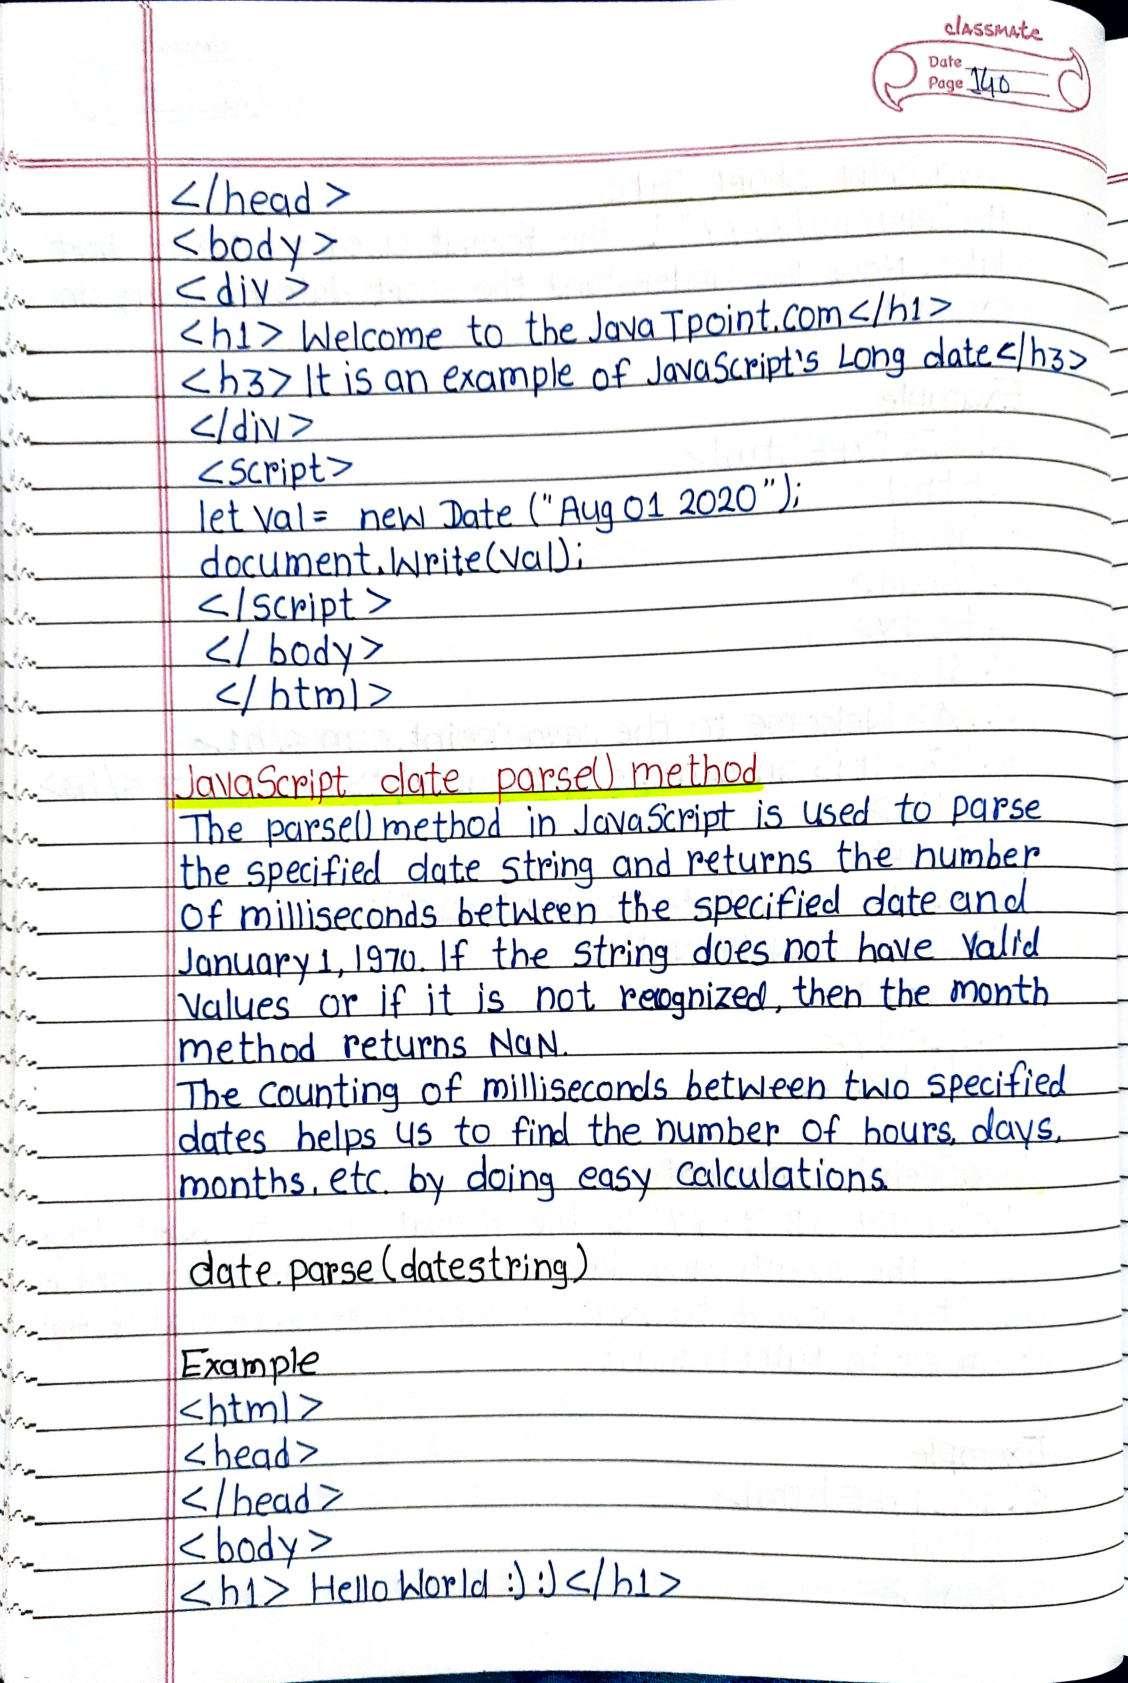 classmate
Date
Page 140
</head>
<body>
<div>
<h1> Welcome to the JavaTpoint.com</h1>
<h3> It is an example of JavaScript's Long date</h3>
</div>
<script>
let val = new Date ("Aug 01 2020");
document.write(val);
</script>
</ body>
</ html>
JavaScript date parse() method
The parse() method in JavaScript is used to parse
the specified date string and returns the number
of milliseconds between the specified date and
January 1, 1970. If the string does not have valid
values or if it is not recognized, then the month
method returns NaN.
The counting of milliseconds between two specified
dates helps us to find the number of hours, days,
months, etc. by doing easy calculations.
date.parse(datestring)
Example
<html>
<head>
</head>
<body>
<h1> Hello World :) :)</h1>